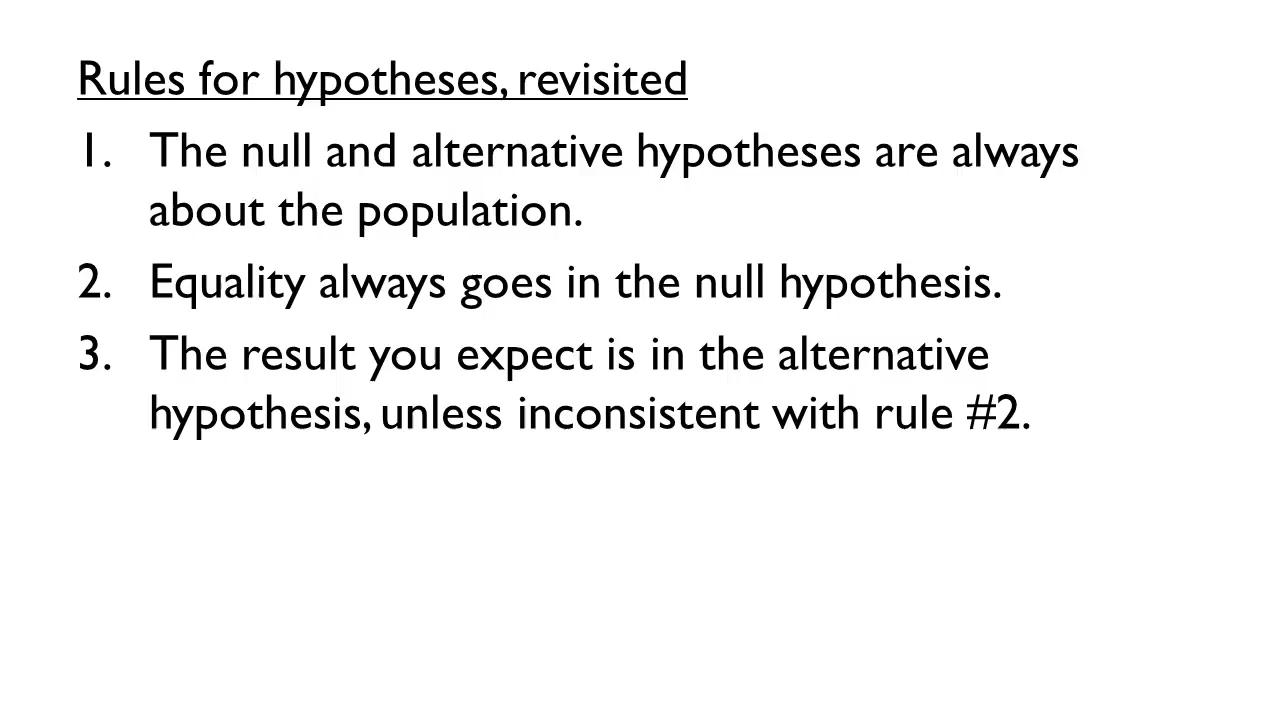 Rules for hypotheses, revisited
1. The null and alternative hypotheses are always
about the population.
2. Equality always goes in the null hypothesis.
3. The result you expect is in the alternative
hypothesis, unless inconsistent with rule #2.